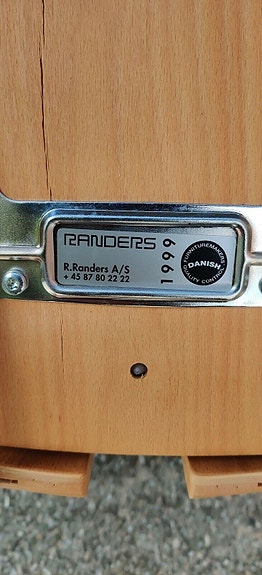 RANDERS
R.Randers A/S
+ 45 87 80 22 22
1999
FURNITUREMAKERS
DANISH
QUALITY CONTROL